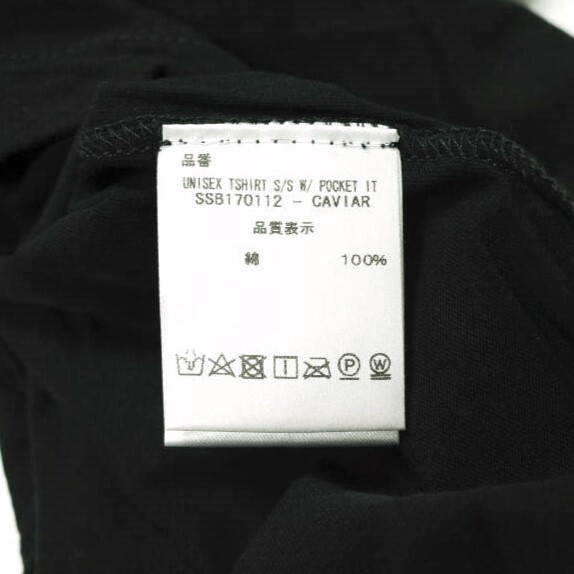 品番
UNISEX TSHIRT S/S W/ POCKET IT
SSB170112 - CAVIAR
品質表示
綿 100%
P W